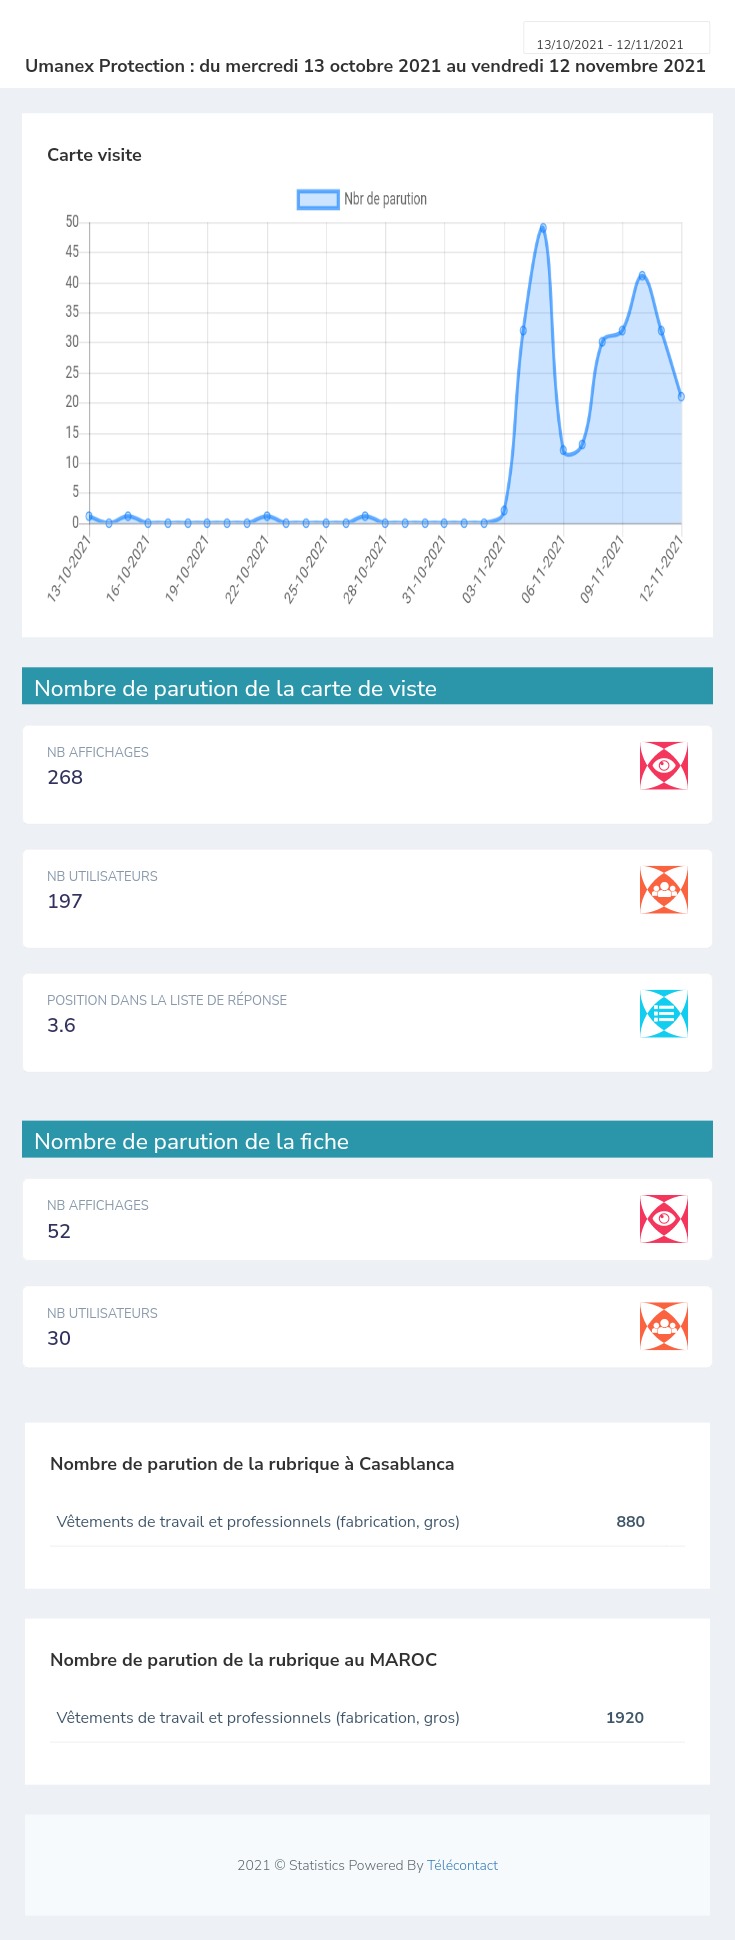 13/10/2021 - 12/11/2021
Umanex Protection : du mercredi 13 octobre 2021 au vendredi 12 novembre 2021
Carte visite
Nbr de parution
50
45
40
35
30
25
20
15
10
5
0
13-10-2021 16-10-2021 19-10-2021 22-10-2021 25-10-2021 28-10-2021 31-10-2021 03-11-2021 06-11-2021 09-11-2021 12-11-2021
Nombre de parution de la carte de viste
NB AFFICHAGES
268
NB UTILISATEURS
197
POSITION DANS LA LISTE DE RÉPONSE
3.6
Nombre de parution de la fiche
NB AFFICHAGES
52
NB UTILISATEURS
30
Nombre de parution de la rubrique à Casablanca
Vêtements de travail et professionnels (fabrication, gros) 880
Nombre de parution de la rubrique au MAROC
Vêtements de travail et professionnels (fabrication, gros) 1920
2021 © Statistics Powered By Télécontact